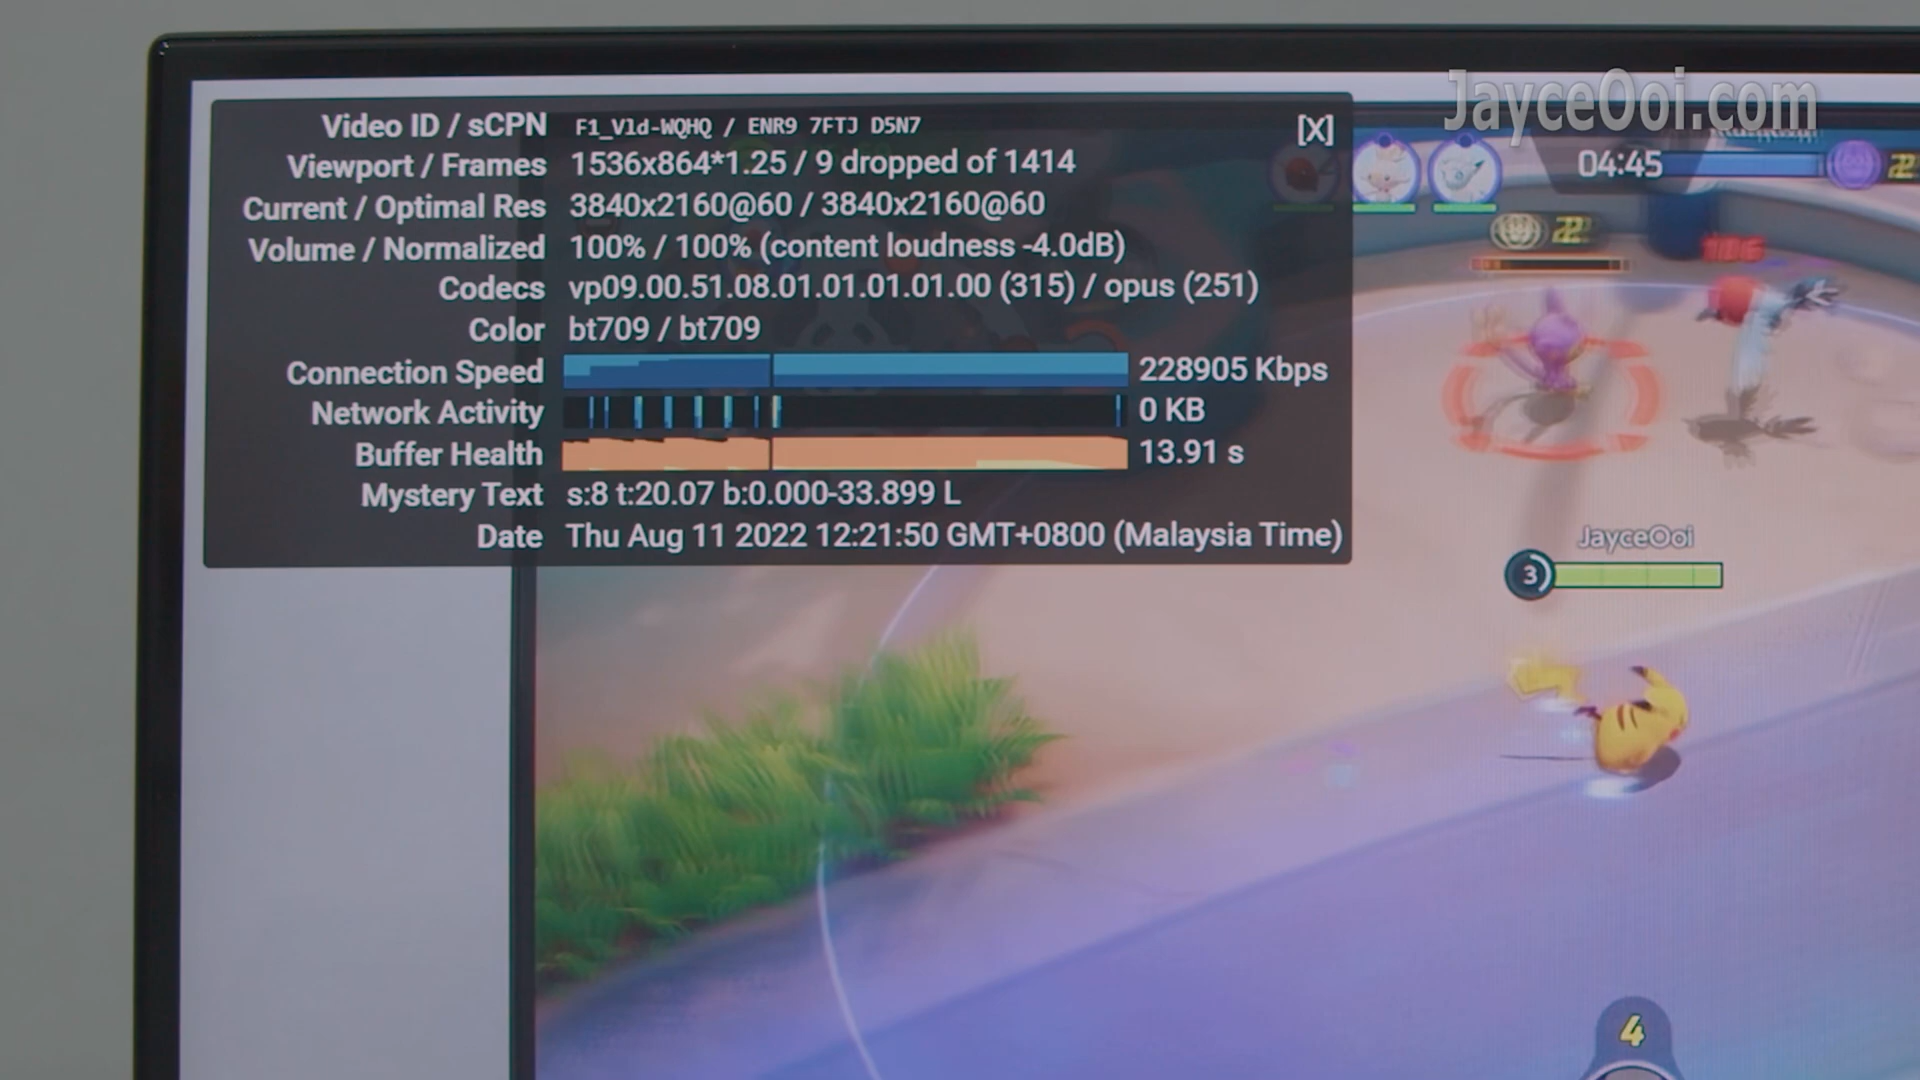 JayceOoi.com
Video ID / sCPN F1_Vld-WQHQ / ENR9 7FTJ D5N7 [X]
Viewport / Frames 1536x864*1.25 / 9 dropped of 1414
04:45 22
Current / Optimal Res 3840x2160@60 / 3840x2160@60
22
Volume / Normalized 100% / 100% (content loudness -4.0dB)
Codecs vp09.00.51.08.01.01.01.01.00 (315) / opus (251)
Color bt709 / bt709
Connection Speed 228905 Kbps
Network Activity 0 KB
Buffer Health 13.91 s
Mystery Text s:8 t:20.07 b:0.000-33.899 L
Date Thu Aug 11 2022 12:21:50 GMT+0800 (Malaysia Time)
JayceOoi
3
4